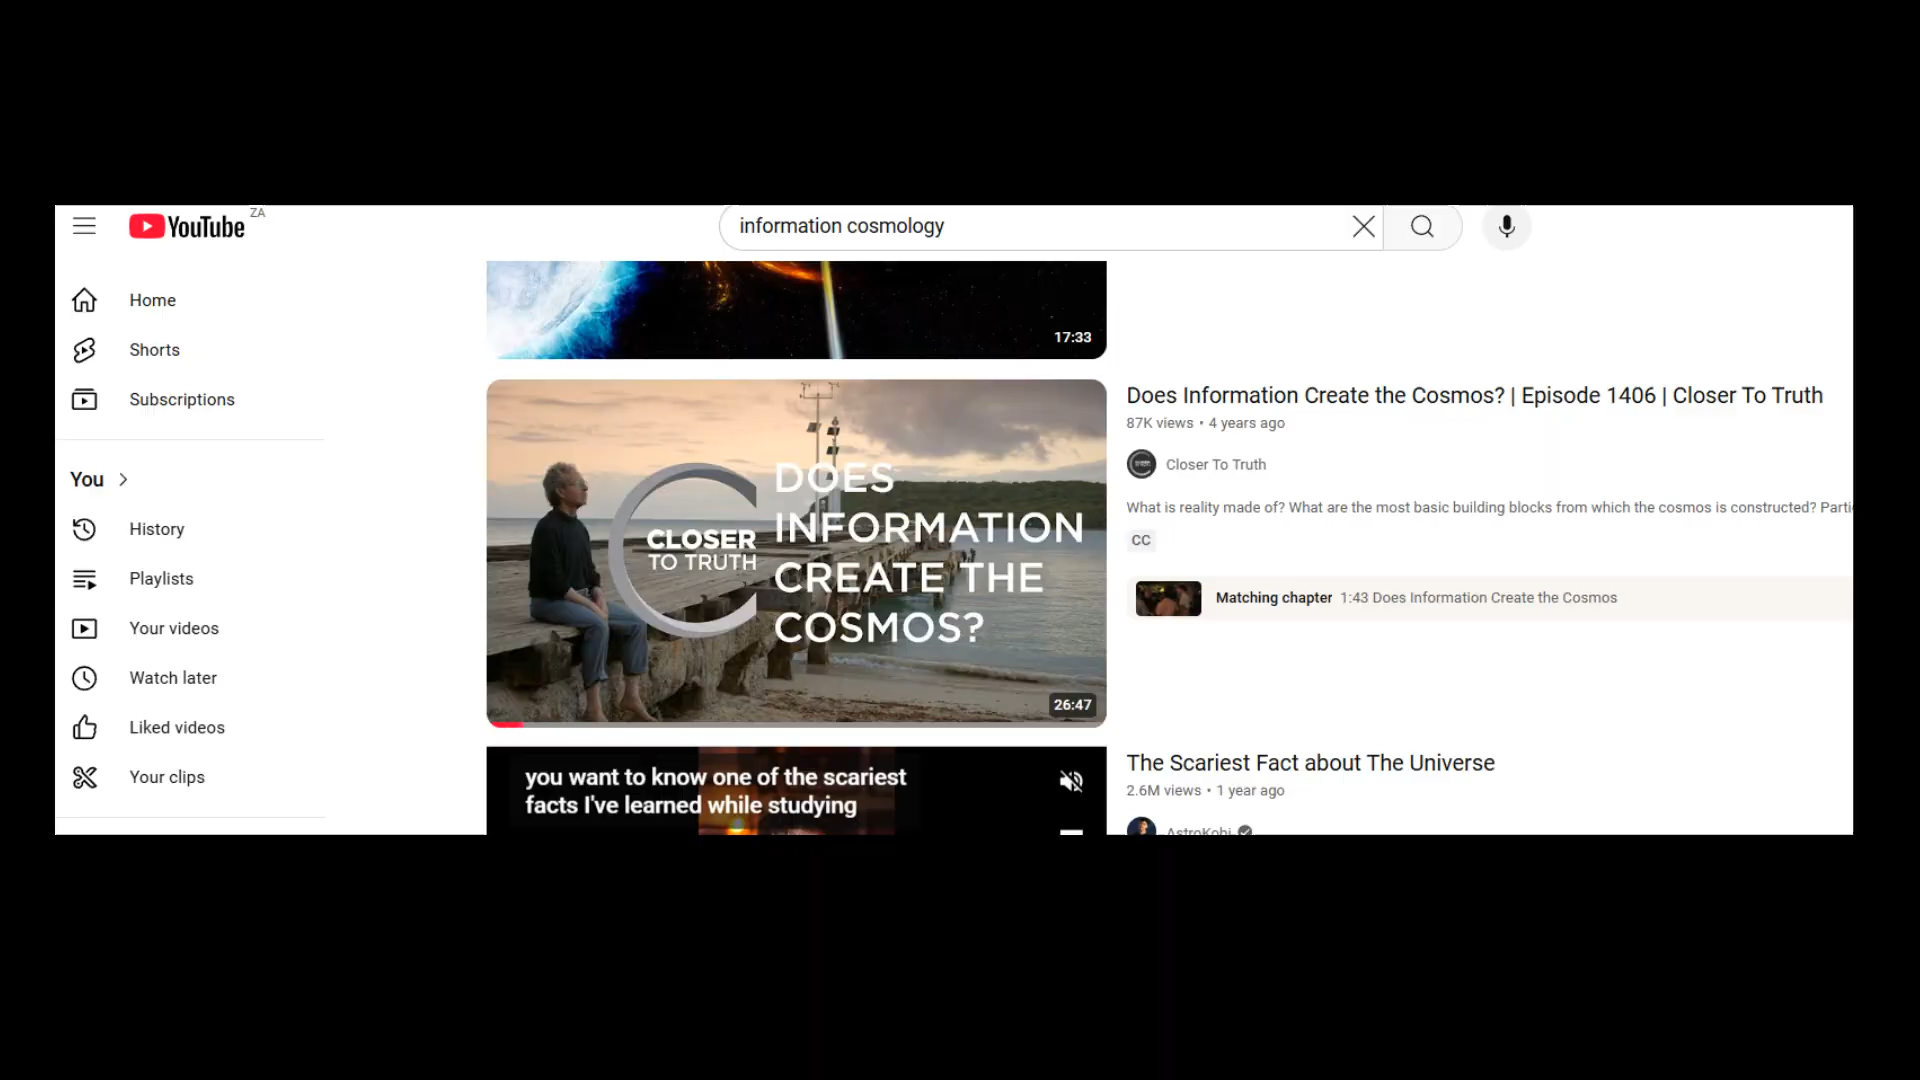 YouTube ZA
information cosmology
Home
Shorts
Subscriptions
You
History
Playlists
Your videos
Watch later
Liked videos
Your clips
17:33
CLOSER
TO TRUTH
DOES
INFORMATION
CREATE THE
COSMOS?
26:47
Does Information Create the Cosmos? | Episode 1406 | Closer To Truth
87K views • 4 years ago
Closer To Truth
What is reality made of? What are the most basic building blocks from which the cosmos is constructed? Parti
CC
Matching chapter 1:43 Does Information Create the Cosmos
you want to know one of the scariest
facts I've learned while studying
The Scariest Fact about The Universe
2.6M views • 1 year ago
AstroKobi